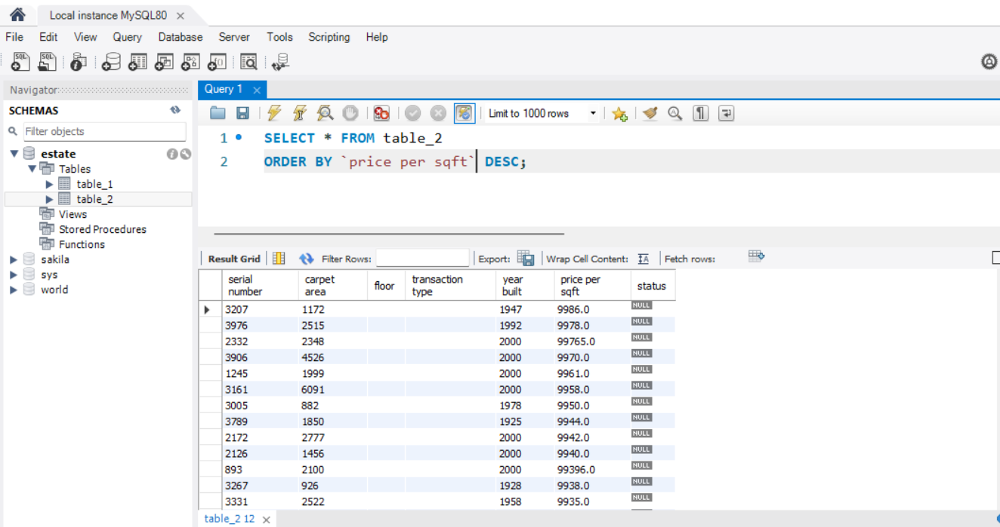 Local instance MySQL80 ×
File Edit View Query Database Server Tools Scripting Help
SQL SQL
Navigator
Query 1 ×
SCHEMAS
Limit to 1000 rows
Filter objects
estate
Tables
table_1
table_2
Views
Stored Procedures
Functions
sakila
sys
world
1 SELECT * FROM table_2
2 ORDER BY `price per sqft` DESC;
Result Grid Filter Rows: Export: Wrap Cell Content: Fetch rows:
serial number carpet area floor transaction type year built price per sqft status
3207 1172 1947 9986.0 NULL
3976 2515 1992 9978.0 NULL
2332 2348 2000 99765.0 NULL
3906 4526 2000 9970.0 NULL
1245 1999 2000 9961.0 NULL
3161 6091 2000 9958.0 NULL
3005 882 1978 9950.0 NULL
3789 1850 1925 9944.0 NULL
2172 2777 2000 9942.0 NULL
2126 1456 2000 9940.0 NULL
893 2100 2000 99396.0 NULL
3267 926 1928 9938.0 NULL
3331 2522 1958 9935.0 NULL
table_2 12 ×